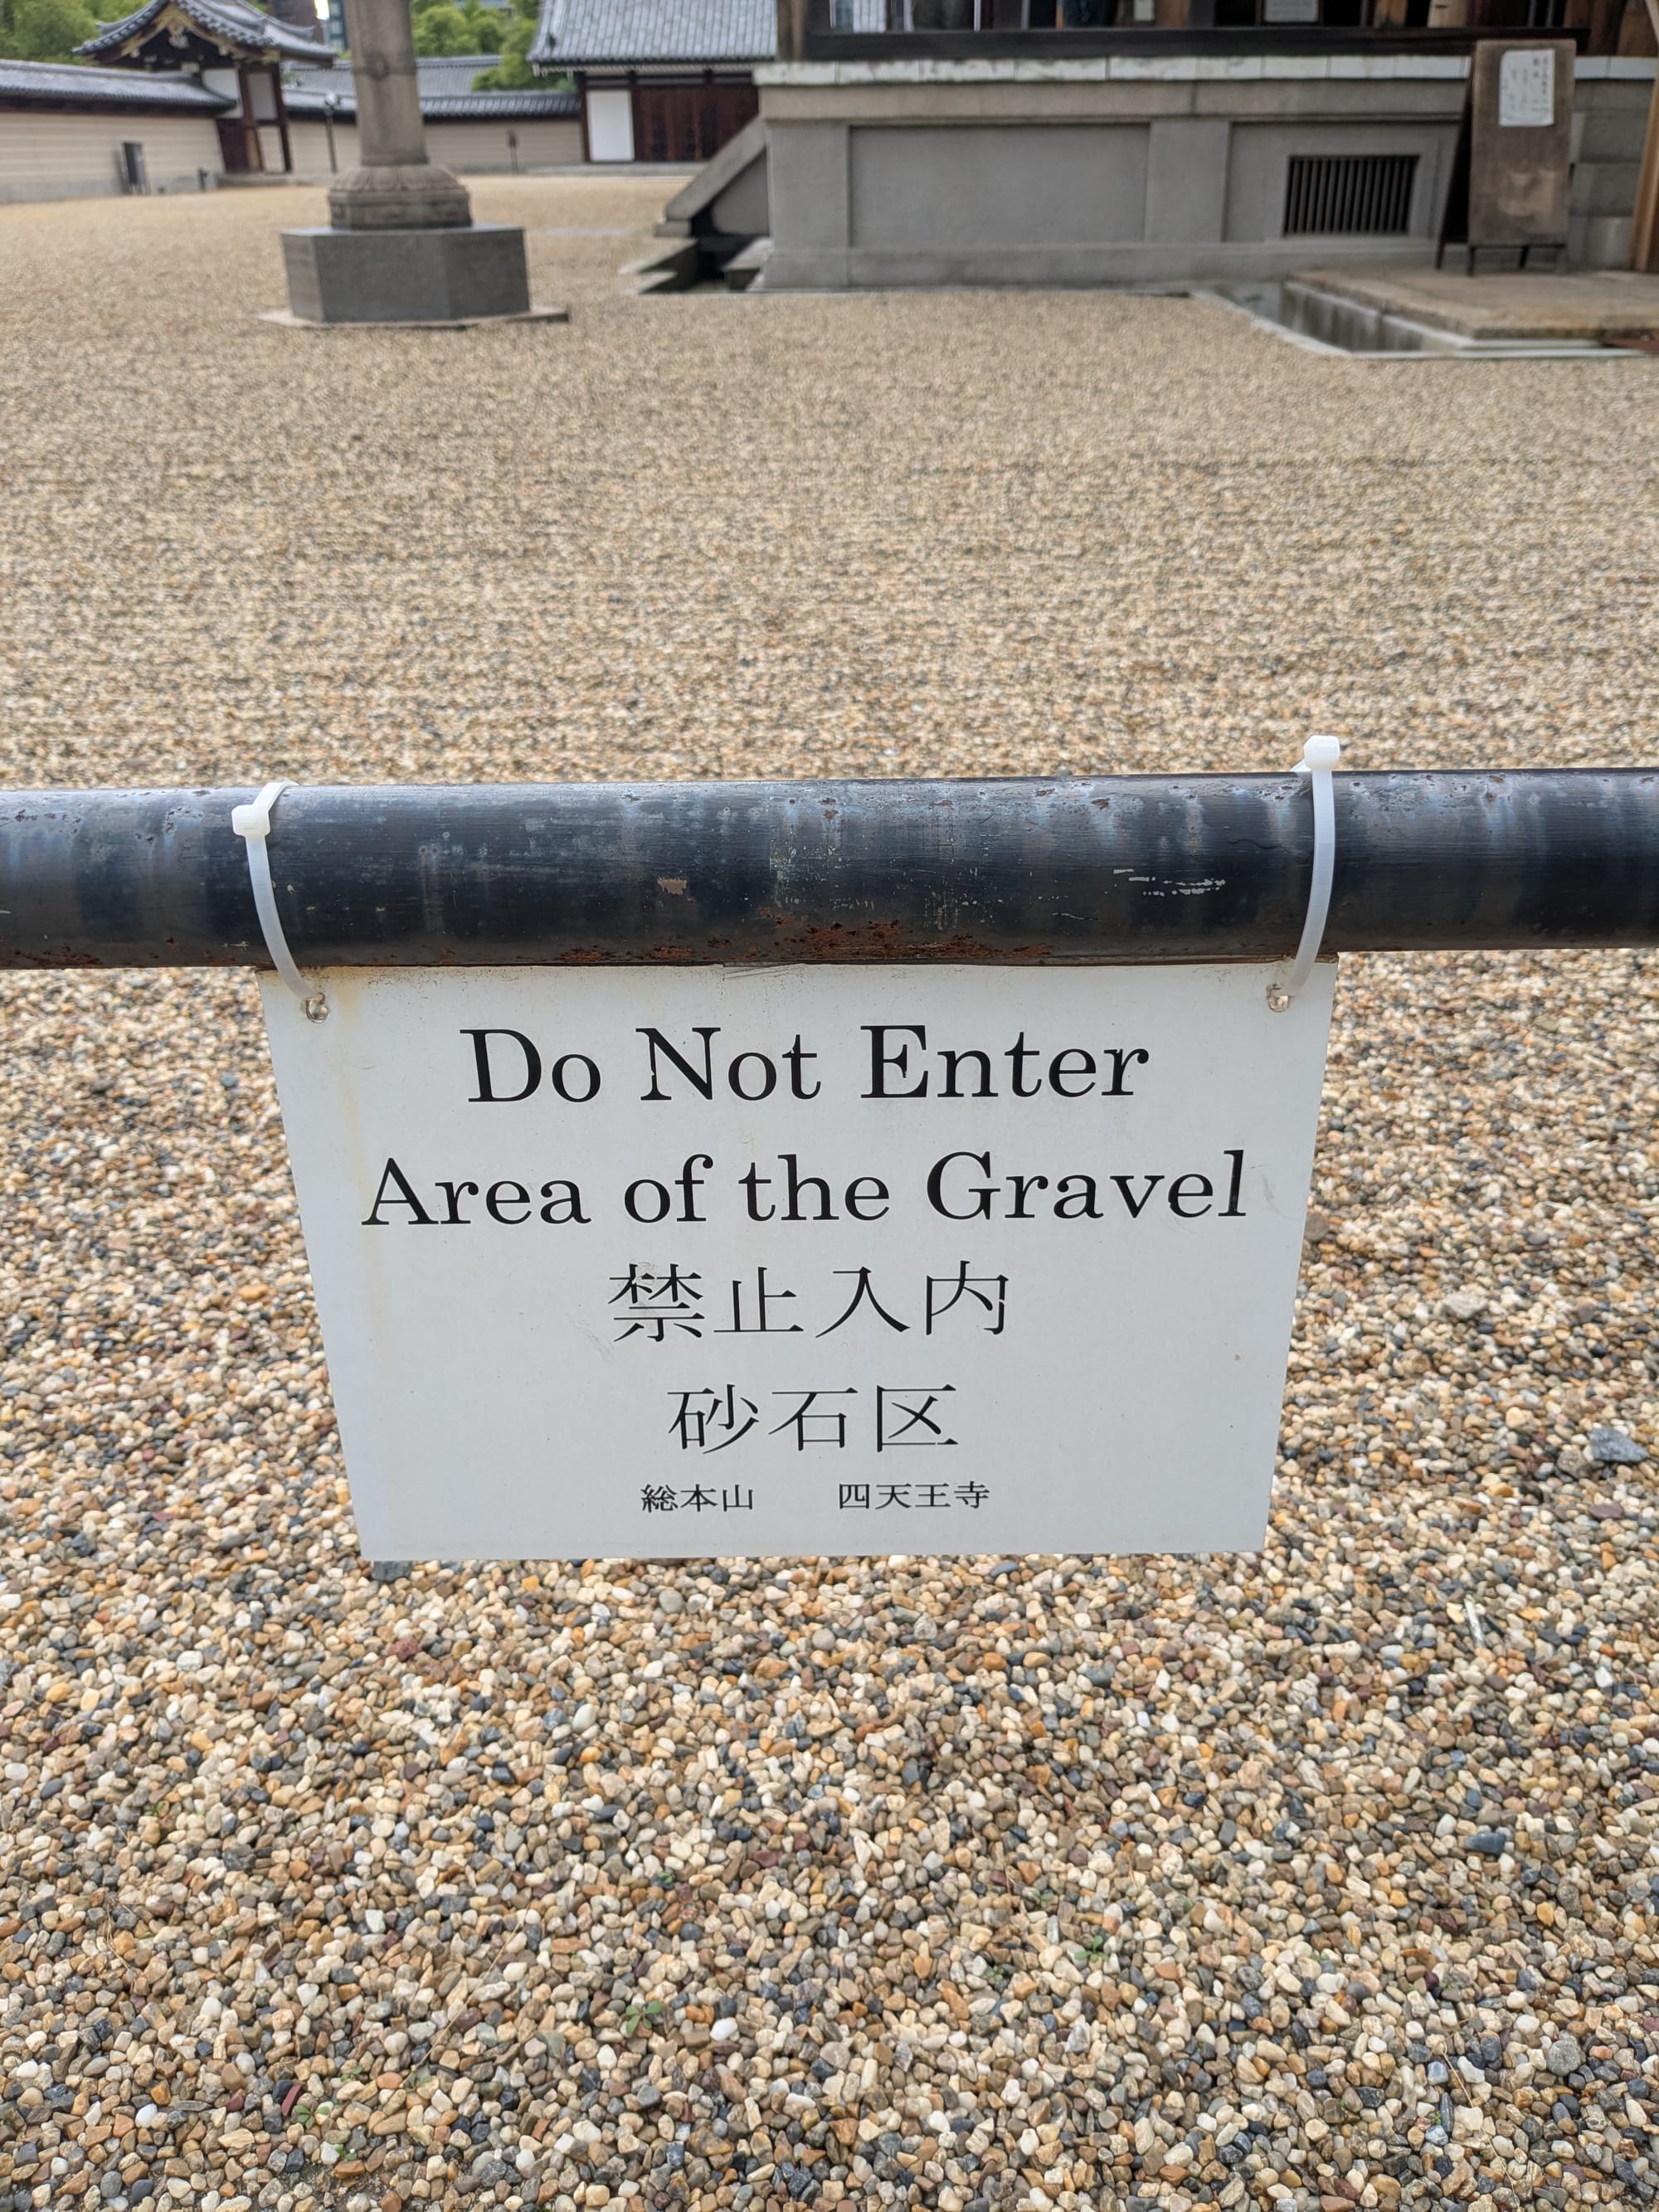 Do Not Enter
Area of the Gravel
禁止入内
砂石区
総本山　四天王寺